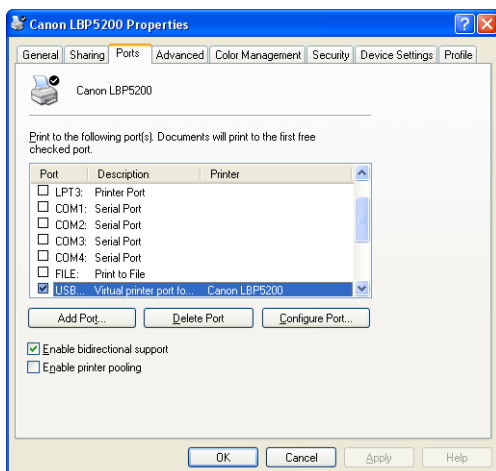 Canon LBP5200 Properties
General Sharing Ports Advanced Color Management Security Device Settings Profile
Canon LBP5200
Print to the following port(s). Documents will print to the first free
checked port.
Port Description Printer
LPT3: Printer Port
COM1: Serial Port
COM2: Serial Port
COM3: Serial Port
COM4: Serial Port
FILE: Print to File
USB... Virtual printer port fo... Canon LBP5200
Add Port... Delete Port Configure Port...
Enable bidirectional support
Enable printer pooling
OK Cancel Apply Help